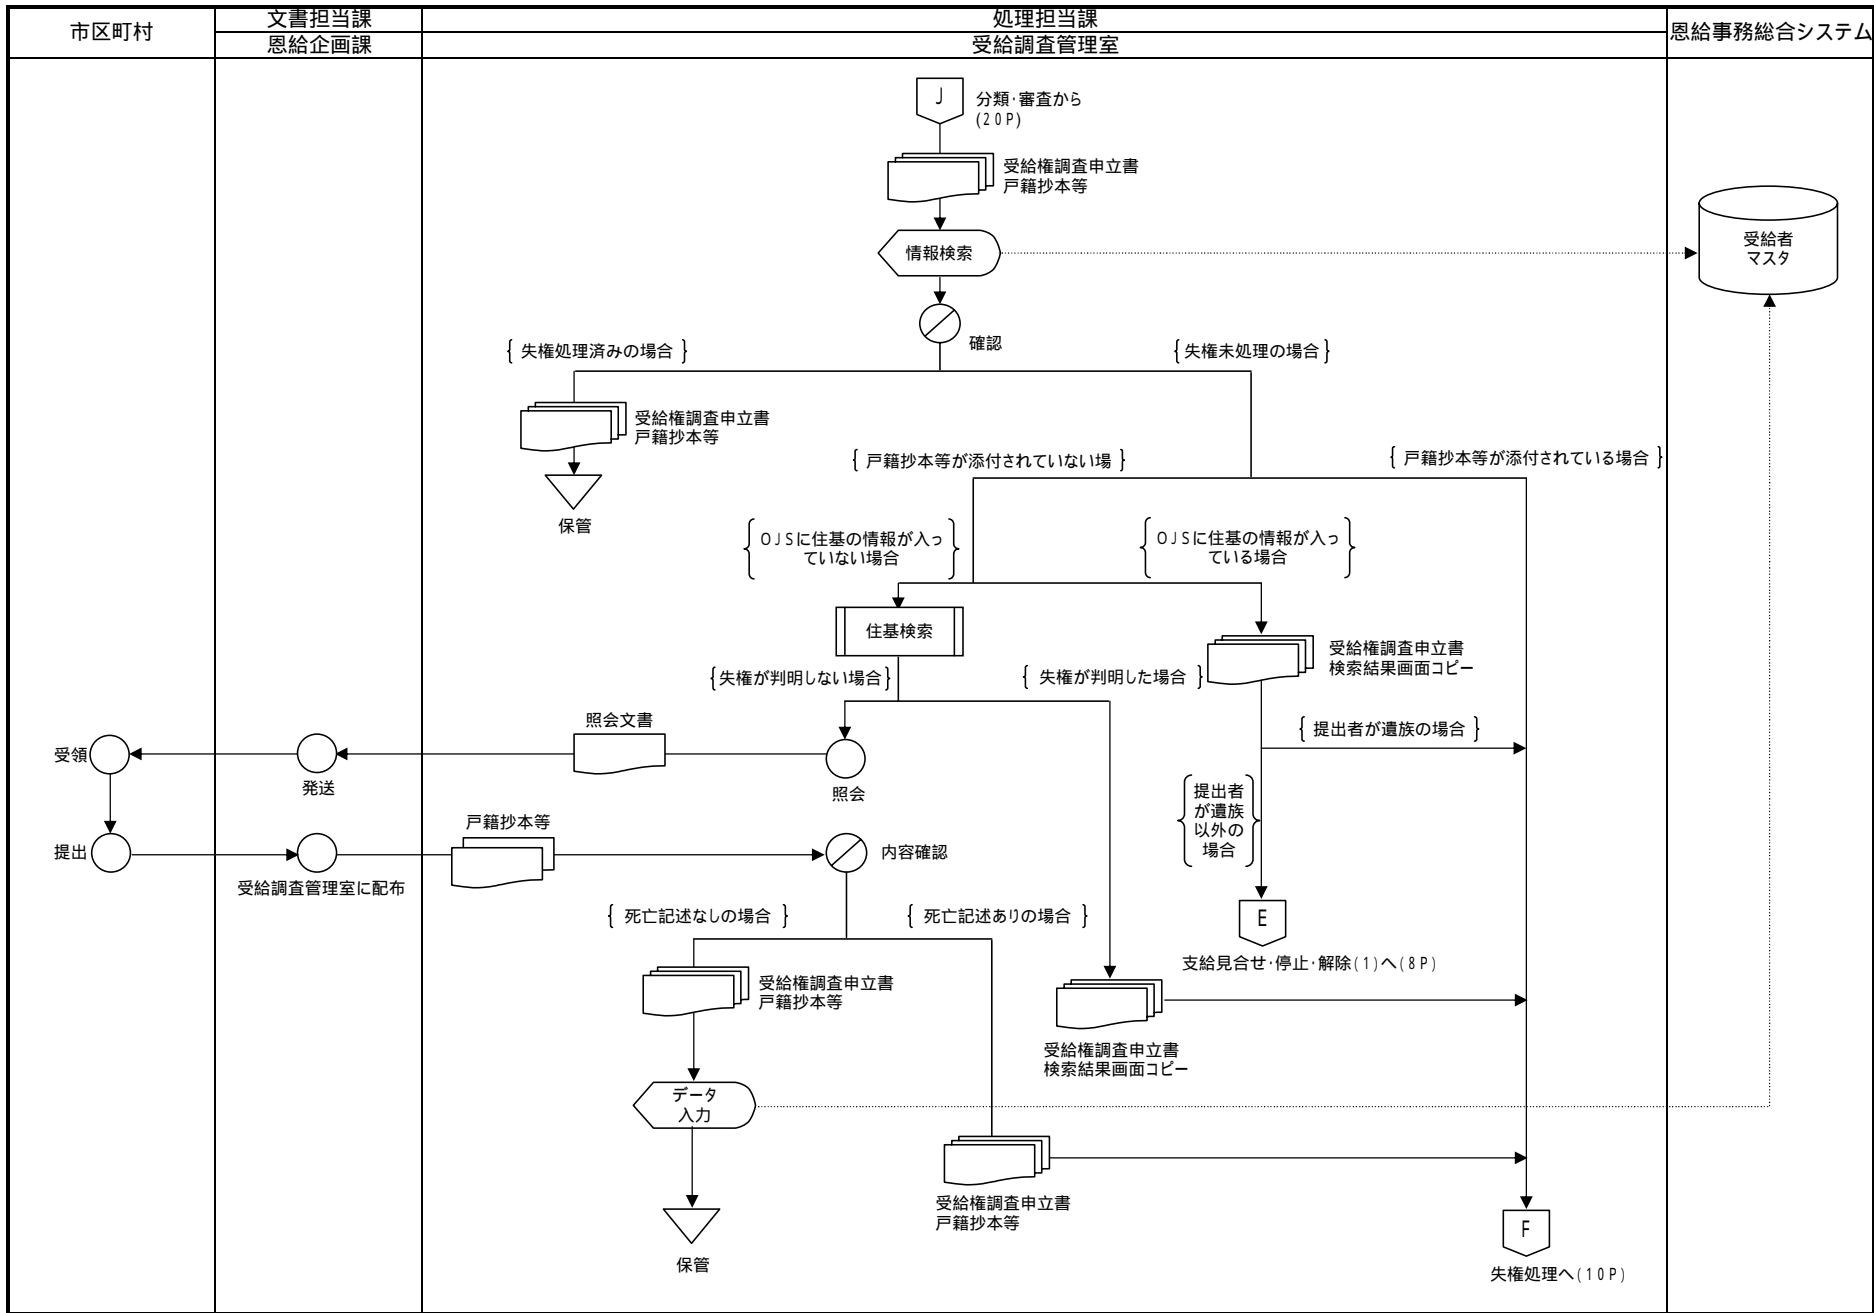 市区町村
文書担当課
恩給企画課
処理担当課
受給調査管理室
恩給事務総合システム
J
分類・審査から
(20P)
受給権調査申立書
戸籍抄本等
情報検索
受給者
マスタ
確認
{ 失権処理済みの場合 }
{ 失権未処理の場合 }
受給権調査申立書
戸籍抄本等
保管
{ 戸籍抄本等が添付されていない場 }
{ 戸籍抄本等が添付されている場合 }
OJSに住基の情報が入っ
ていない場合
OJSに住基の情報が入っ
ている場合
住基検索
受給権調査申立書
検索結果画面コピー
{ 失権が判明しない場合 }
{ 失権が判明した場合 }
照会文書
{ 提出者が遺族の場合 }
受領
発送
照会
提出者
が遺族
以外の
場合
戸籍抄本等
提出
内容確認
受給調査管理室に配布
{ 死亡記述なしの場合 }
{ 死亡記述ありの場合 }
E
支給見合せ・停止・解除(1)へ(8P)
受給権調査申立書
戸籍抄本等
受給権調査申立書
検索結果画面コピー
データ
入力
受給権調査申立書
戸籍抄本等
F
保管
失権処理へ(10P)